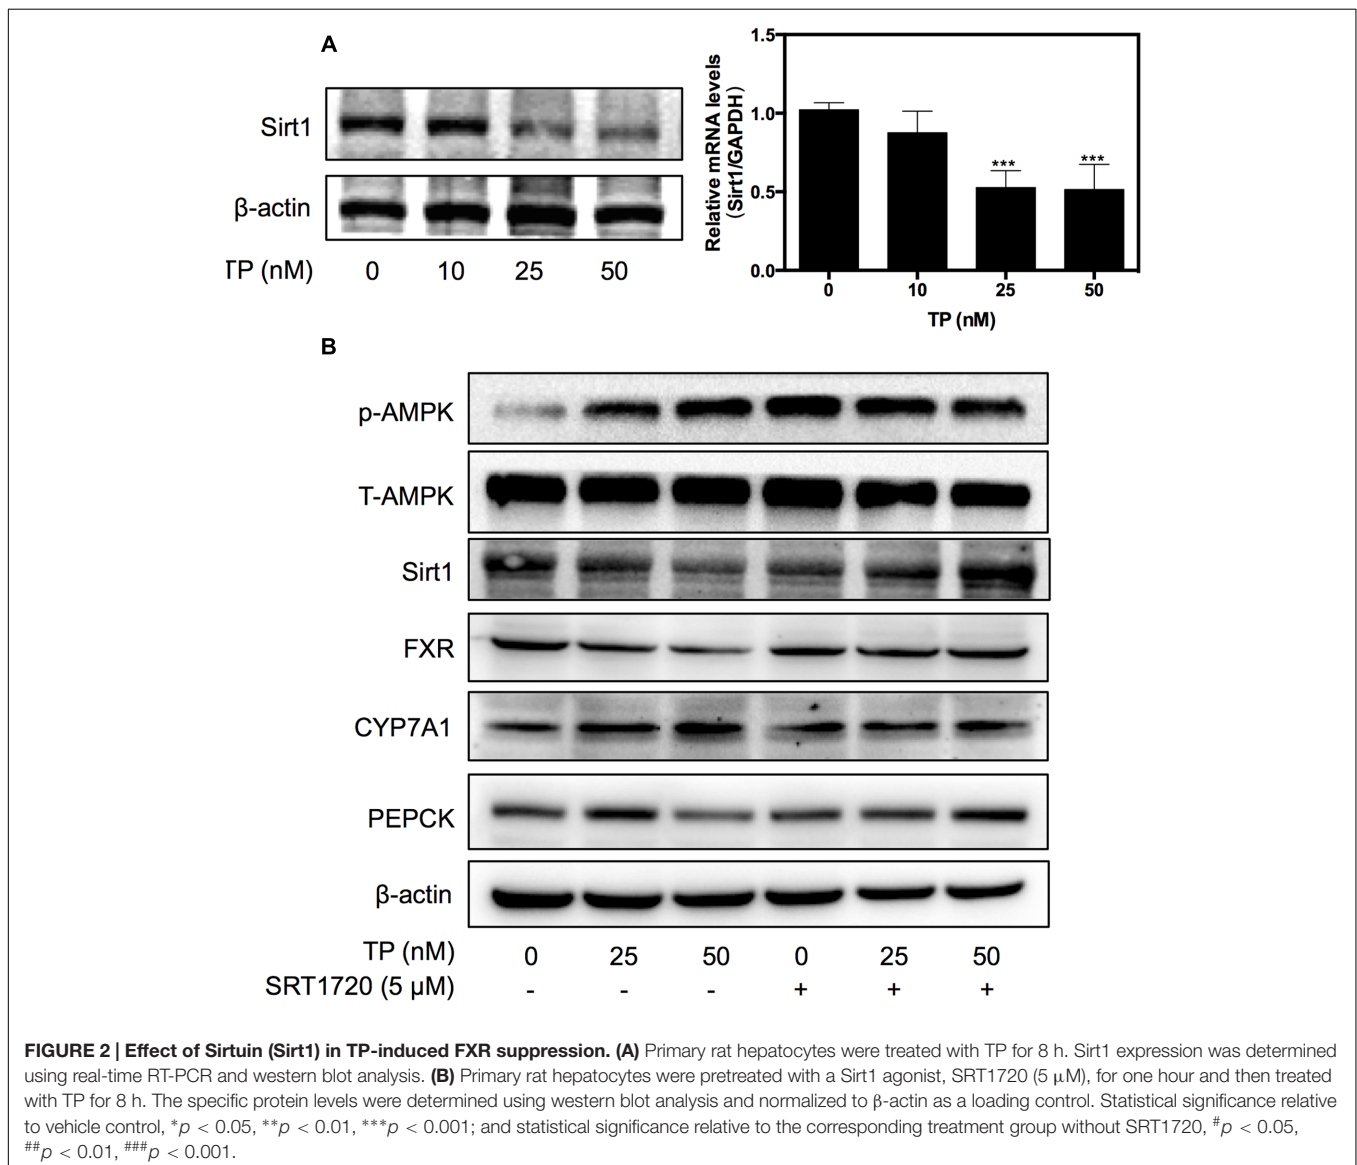 A
Sirt1
β-actin
TP (nM) 0 10 25 50
Relative mRNA levels
(Sirt1/GAPDH)
1.5
1.0
0.5
0.0
***
***
0 10 25 50
TP (nM)
B
p-AMPK
T-AMPK
Sirt1
FXR
CYP7A1
PEPCK
β-actin
TP (nM) 0 25 50 0 25 50
SRT1720 (5 μM) - - - + + +
FIGURE 2 | Effect of Sirtuin (Sirt1) in TP-induced FXR suppression. (A) Primary rat hepatocytes were treated with TP for 8 h. Sirt1 expression was determined
using real-time RT-PCR and western blot analysis. (B) Primary rat hepatocytes were pretreated with a Sirt1 agonist, SRT1720 (5 μM), for one hour and then treated
with TP for 8 h. The specific protein levels were determined using western blot analysis and normalized to β-actin as a loading control. Statistical significance relative
to vehicle control, *p < 0.05, **p < 0.01, ***p < 0.001; and statistical significance relative to the corresponding treatment group without SRT1720, #p < 0.05,
##p < 0.01, ###p < 0.001.